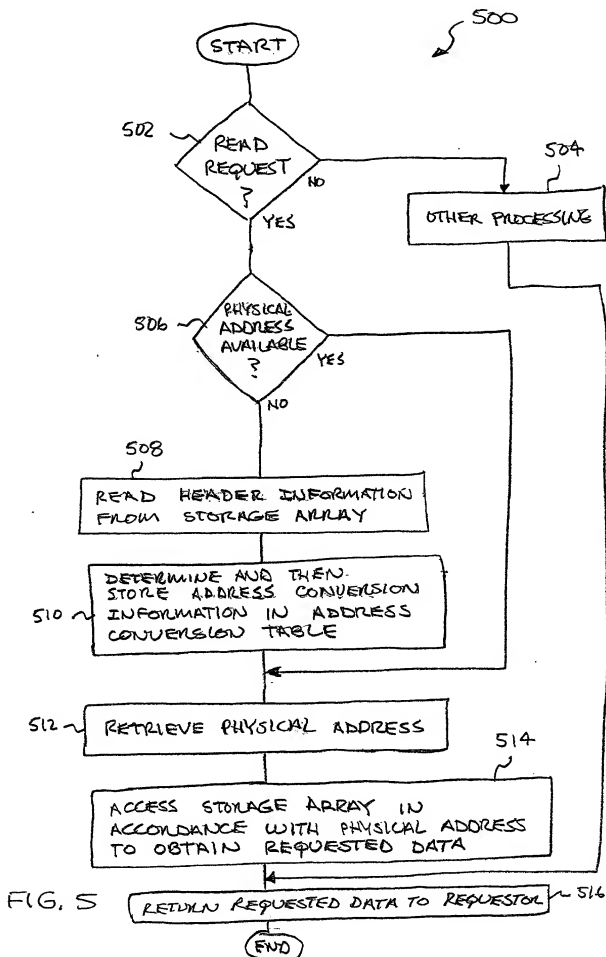 500
START
502
READ
REQUEST
?
NO
YES
504
OTHER PROCESSING
506
PHYSICAL
ADDRESS
AVAILABLE
?
YES
NO
508
READ HEADER INFORMATION
FROM STORAGE ARRAY
510
DETERMINE AND THEN
STORE ADDRESS CONVERSION
INFORMATION IN ADDRESS
CONVERSION TABLE
512
RETRIEVE PHYSICAL ADDRESS
514
ACCESS STORAGE ARRAY IN
ACCORDANCE WITH PHYSICAL ADDRESS
TO OBTAIN REQUESTED DATA
FIG. 5
RETURN REQUESTED DATA TO REQUESTOR
516
END